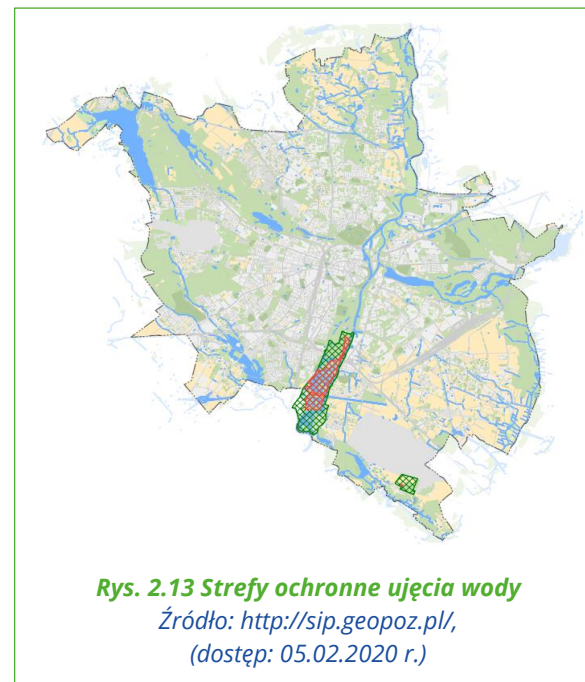 Rys. 2.13 Strefy ochronne ujęcia wody
Źródło: http://sip.geopoz.pl/,
(dostęp: 05.02.2020 r.)